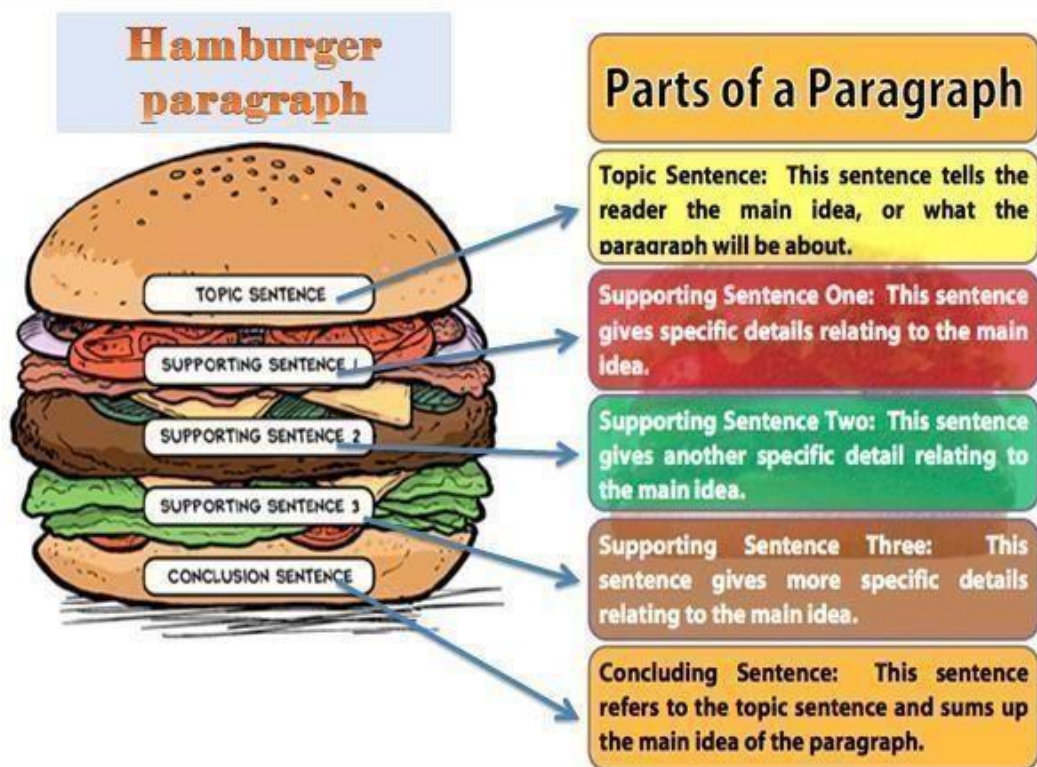 Hamburger
paragraph
TOPIC SENTENCE
SUPPORTING SENTENCE 1
SUPPORTING SENTENCE 2
SUPPORTING SENTENCE 3
CONCLUSION SENTENCE
Parts of a Paragraph
Topic Sentence: This sentence tells the
reader the main idea, or what the
paragraph will be about.
Supporting Sentence One: This sentence
gives specific details relating to the main
idea.
Supporting Sentence Two: This sentence
gives another specific detail relating to
the main idea.
Supporting Sentence Three: This
sentence gives more specific details
relating to the main idea.
Concluding Sentence: This sentence
refers to the topic sentence and sums up
the main idea of the paragraph.